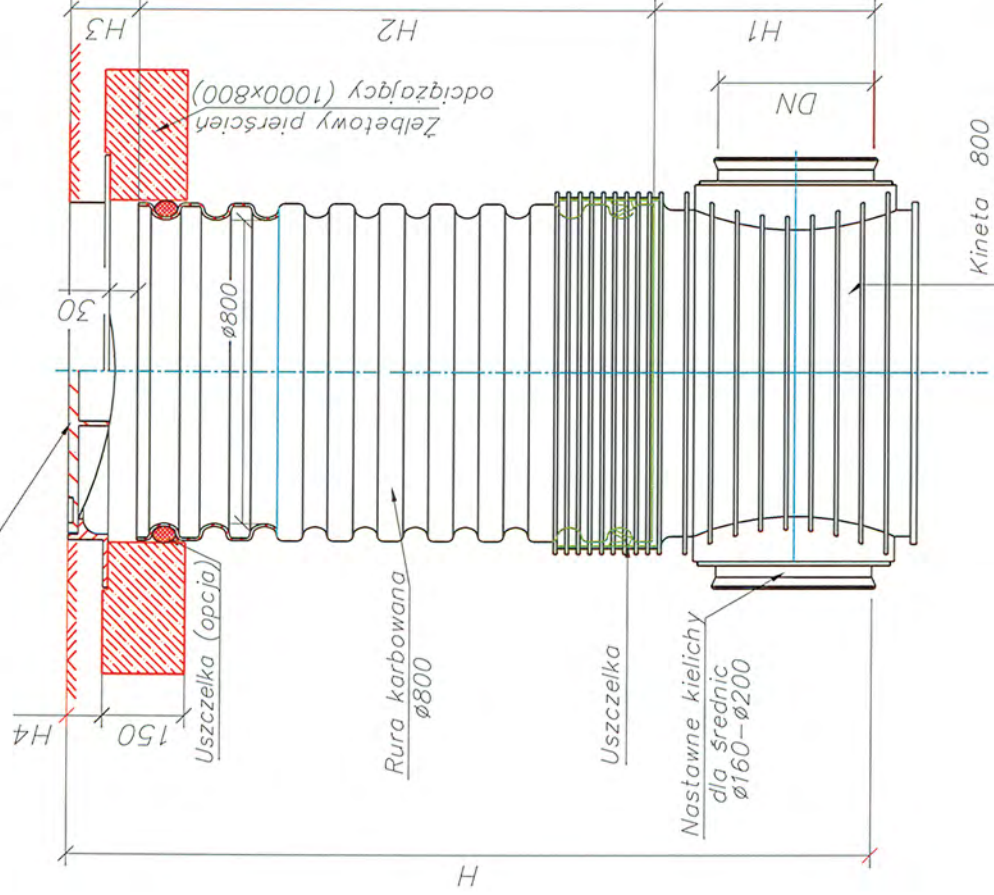 H3
H2
H1
Żelbetowy pierścień
odciążający (1000x800)
DN
30
ø800
Kineta 800
H4
150
Uszczelka (opcja)
Rura karbowana
ø800
Uszczelka
Nastawne kielichy
dla średnic
ø160-ø200
H